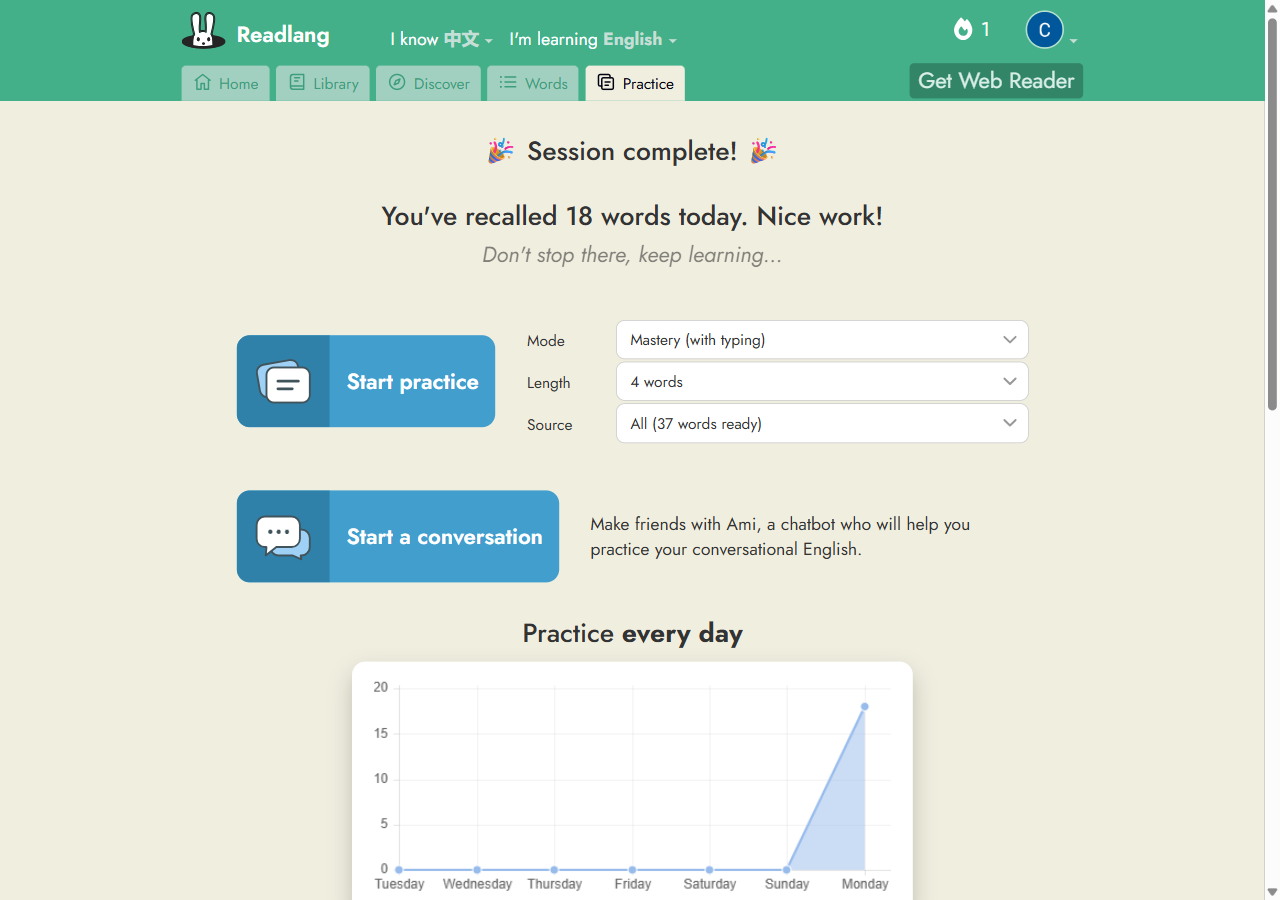 Readlang
I know 中文
I'm learning English
1
C
Home
Library
Discover
Words
Practice
Get Web Reader
Session complete!
You've recalled 18 words today. Nice work!
Don't stop there, keep learning...
Start practice
Mode
Mastery (with typing)
Length
4 words
Source
All (37 words ready)
Start a conversation
Make friends with Ami, a chatbot who will help you
practice your conversational English.
Practice every day
20
15
10
5
0
Tuesday Wednesday Thursday Friday Saturday Sunday Monday